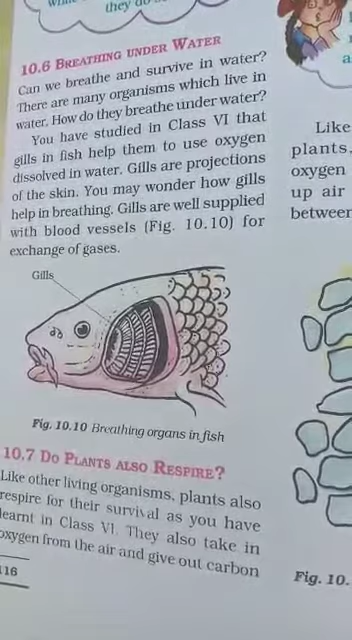 they do
10.6 BREATHING UNDER WATER
Can we breathe and survive in water?
There are many organisms which live in
water. How do they breathe under water?
You have studied in Class VI that
gills in fish help them to use oxygen
dissolved in water. Gills are projections
of the skin. You may wonder how gills
help in breathing. Gills are well supplied
with blood vessels (Fig. 10.10) for
exchange of gases.
Gills
Fig. 10.10 Breathing organs in fish
10.7 DO PLANTS ALSO RESPIRE?
Like other living organisms, plants also
respire for their survival as you have
learnt in Class VI. They also take in
oxygen from the air and give out carbon
116
Like
plants,
oxygen
up air
between
Fig. 10.